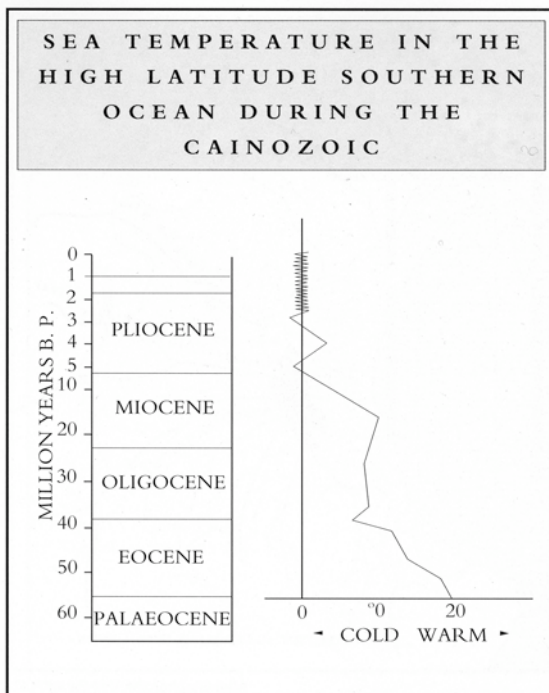 SEA TEMPERATURE IN THE
HIGH LATITUDE SOUTHERN
OCEAN DURING THE
CAINOZOIC
MILLION YEARS B. P.
0
1
2
3
4
5
10
20
30
40
50
60
PLIOCENE
MIOCENE
OLIGOCENE
EOCENE
PALAEOCENE
0
20
COLD WARM